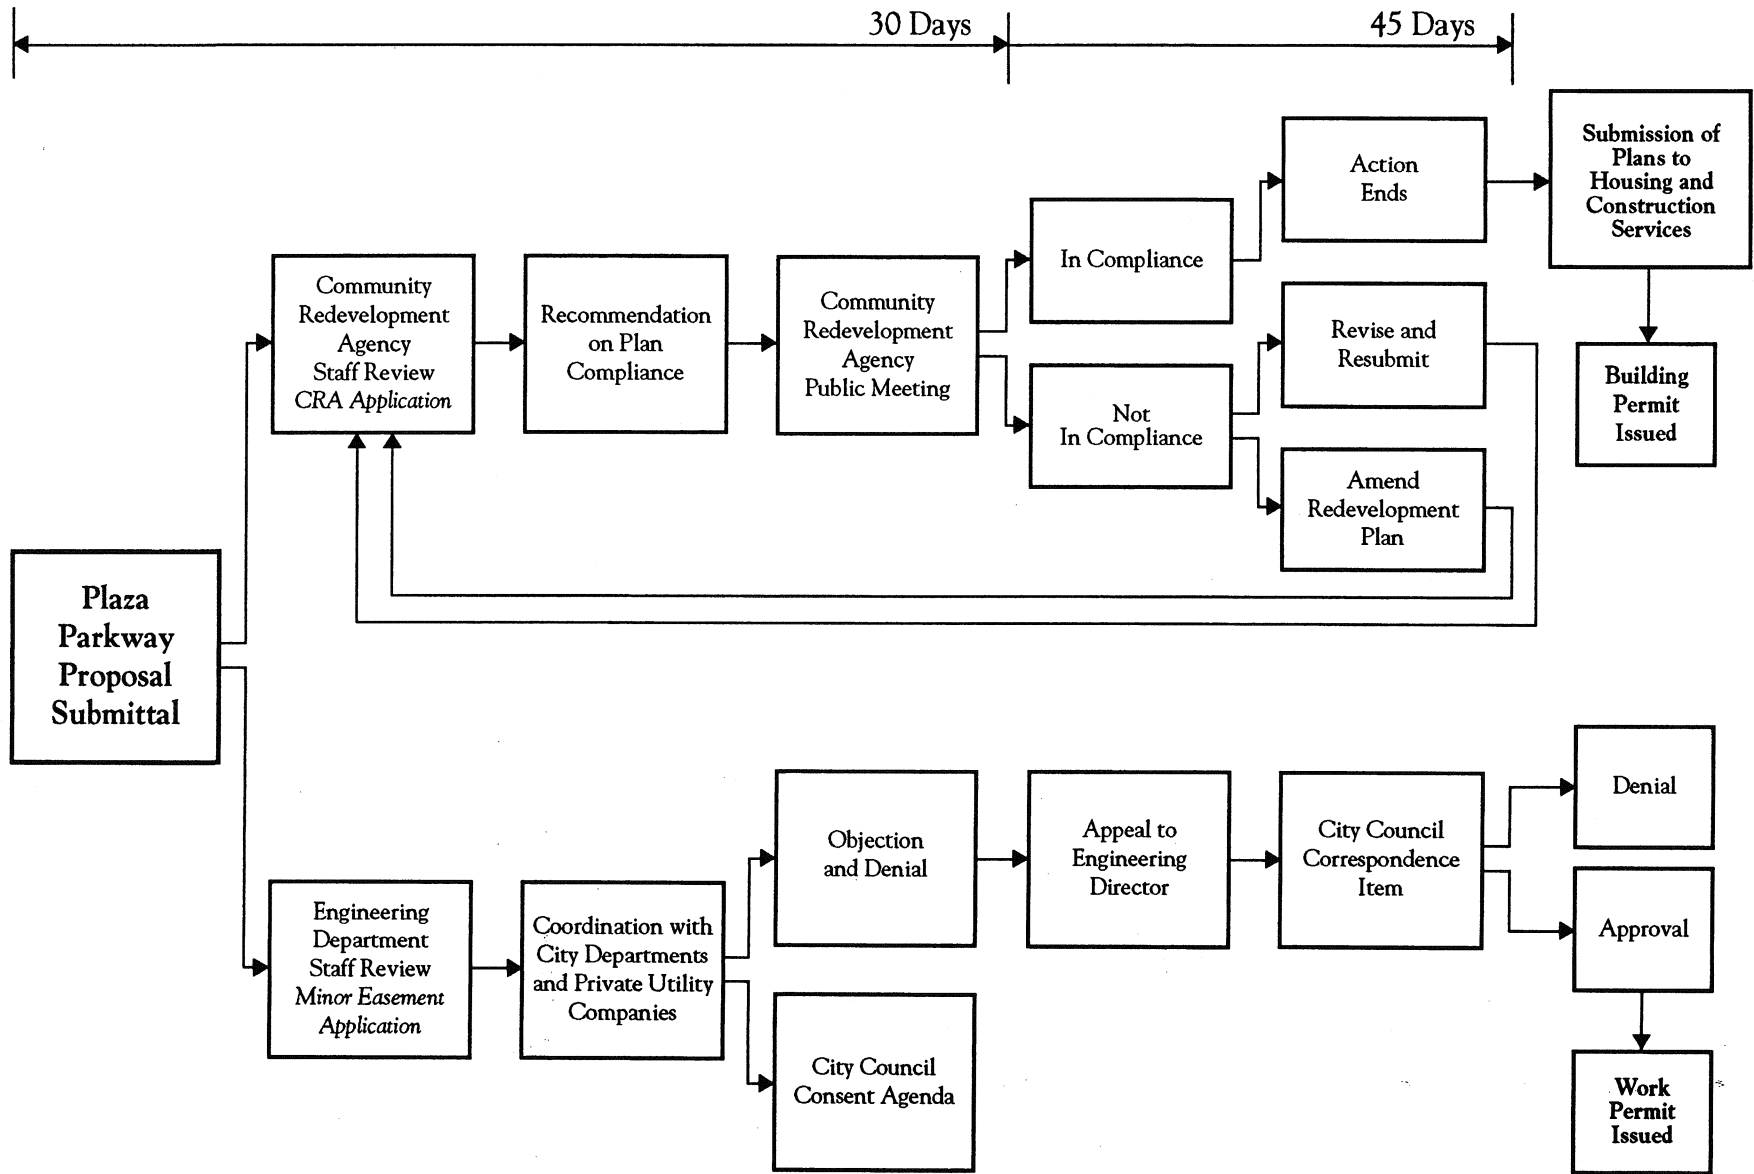 30 Days
45 Days
Submission of
Plans to
Housing and
Construction
Services
Action
Ends
In Compliance
Community
Redevelopment
Agency
Staff Review
CRA Application
Recommendation
on Plan
Compliance
Community
Redevelopment
Agency
Public Meeting
Revise and
Resubmit
Building
Permit
Issued
Not
In Compliance
Amend
Redevelopment
Plan
Plaza
Parkway
Proposal
Submittal
Denial
Objection
and Denial
Appeal to
Engineering
Director
City Council
Correspondence
Item
Approval
Engineering
Department
Staff Review
Minor Easement
Application
Coordination with
City Departments
and Private Utility
Companies
City Council
Consent Agenda
Work
Permit
Issued